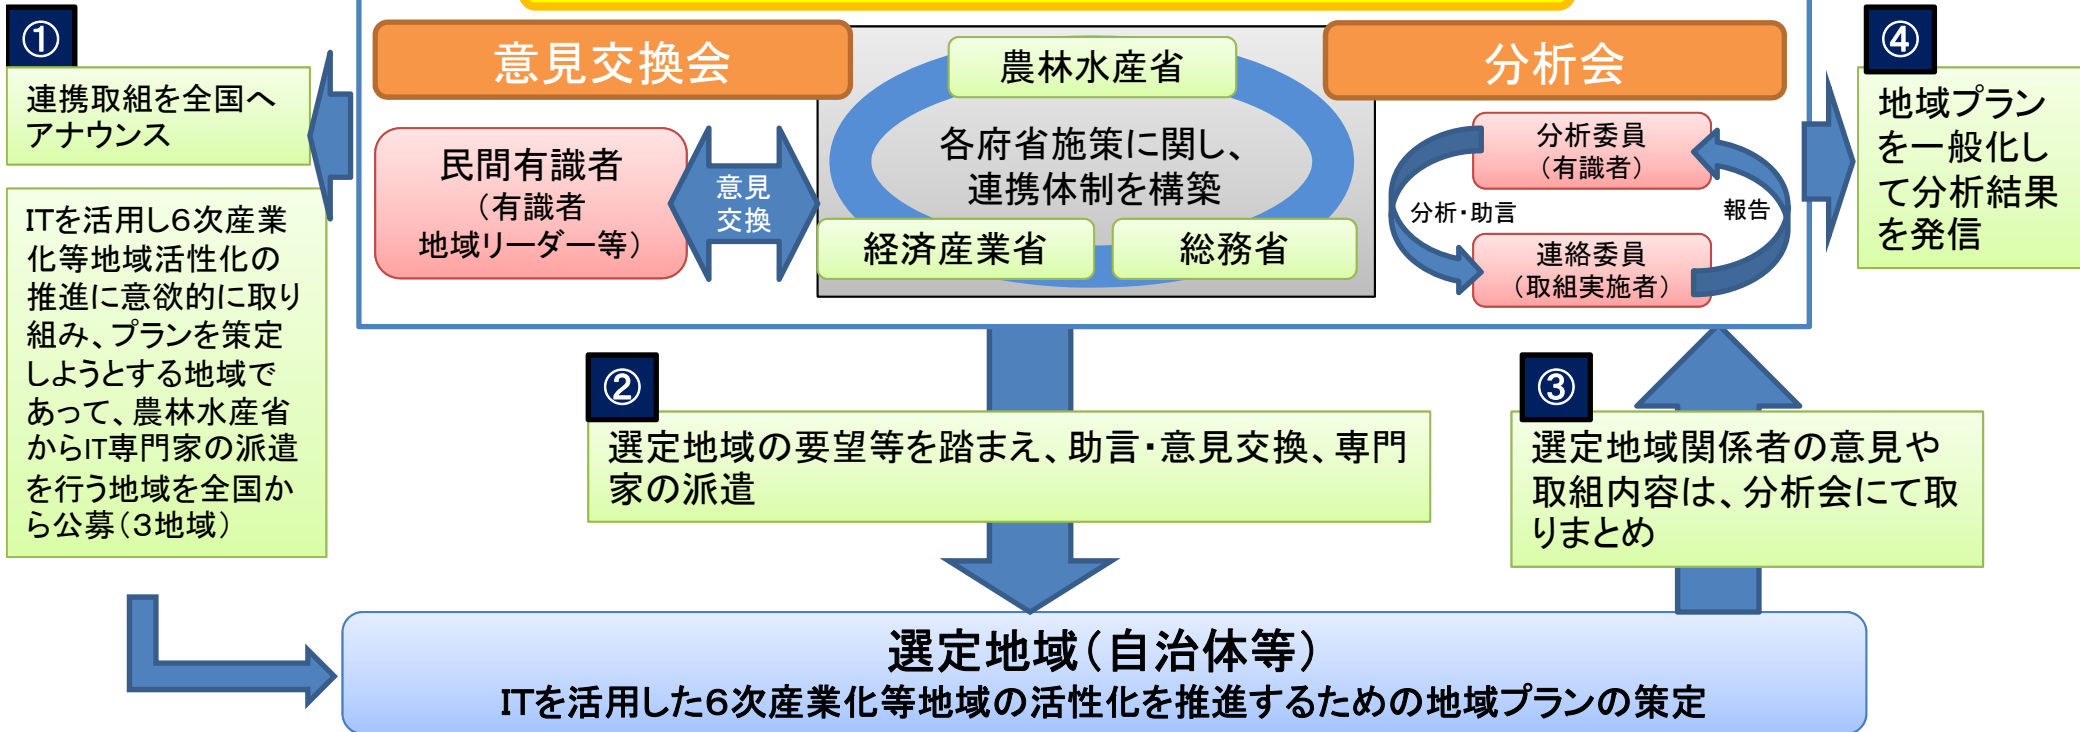 ①
連携取組を全国へ
アナウンス
ITを活用し6次産業
化等地域活性化の
推進に意欲的に取り
組み、プランを策定
しようとする地域で
あって、農林水産省
からIT専門家の派遣
を行う地域を全国か
ら公募(3地域)
意見交換会
民間有識者
(有識者
地域リーダー等)
意見
交換
農林水産省
各府省施策に関し、
連携体制を構築
経済産業省
総務省
分析会
分析委員
(有識者)
分析・助言
報告
連絡委員
(取組実施者)
④
地域プラン
を一般化し
て分析結果
を発信
②
選定地域の要望等を踏まえ、助言・意見交換、専門
家の派遣
③
選定地域関係者の意見や
取組内容は、分析会にて取
りまとめ
選定地域(自治体等)
ITを活用した6次産業化等地域の活性化を推進するための地域プランの策定